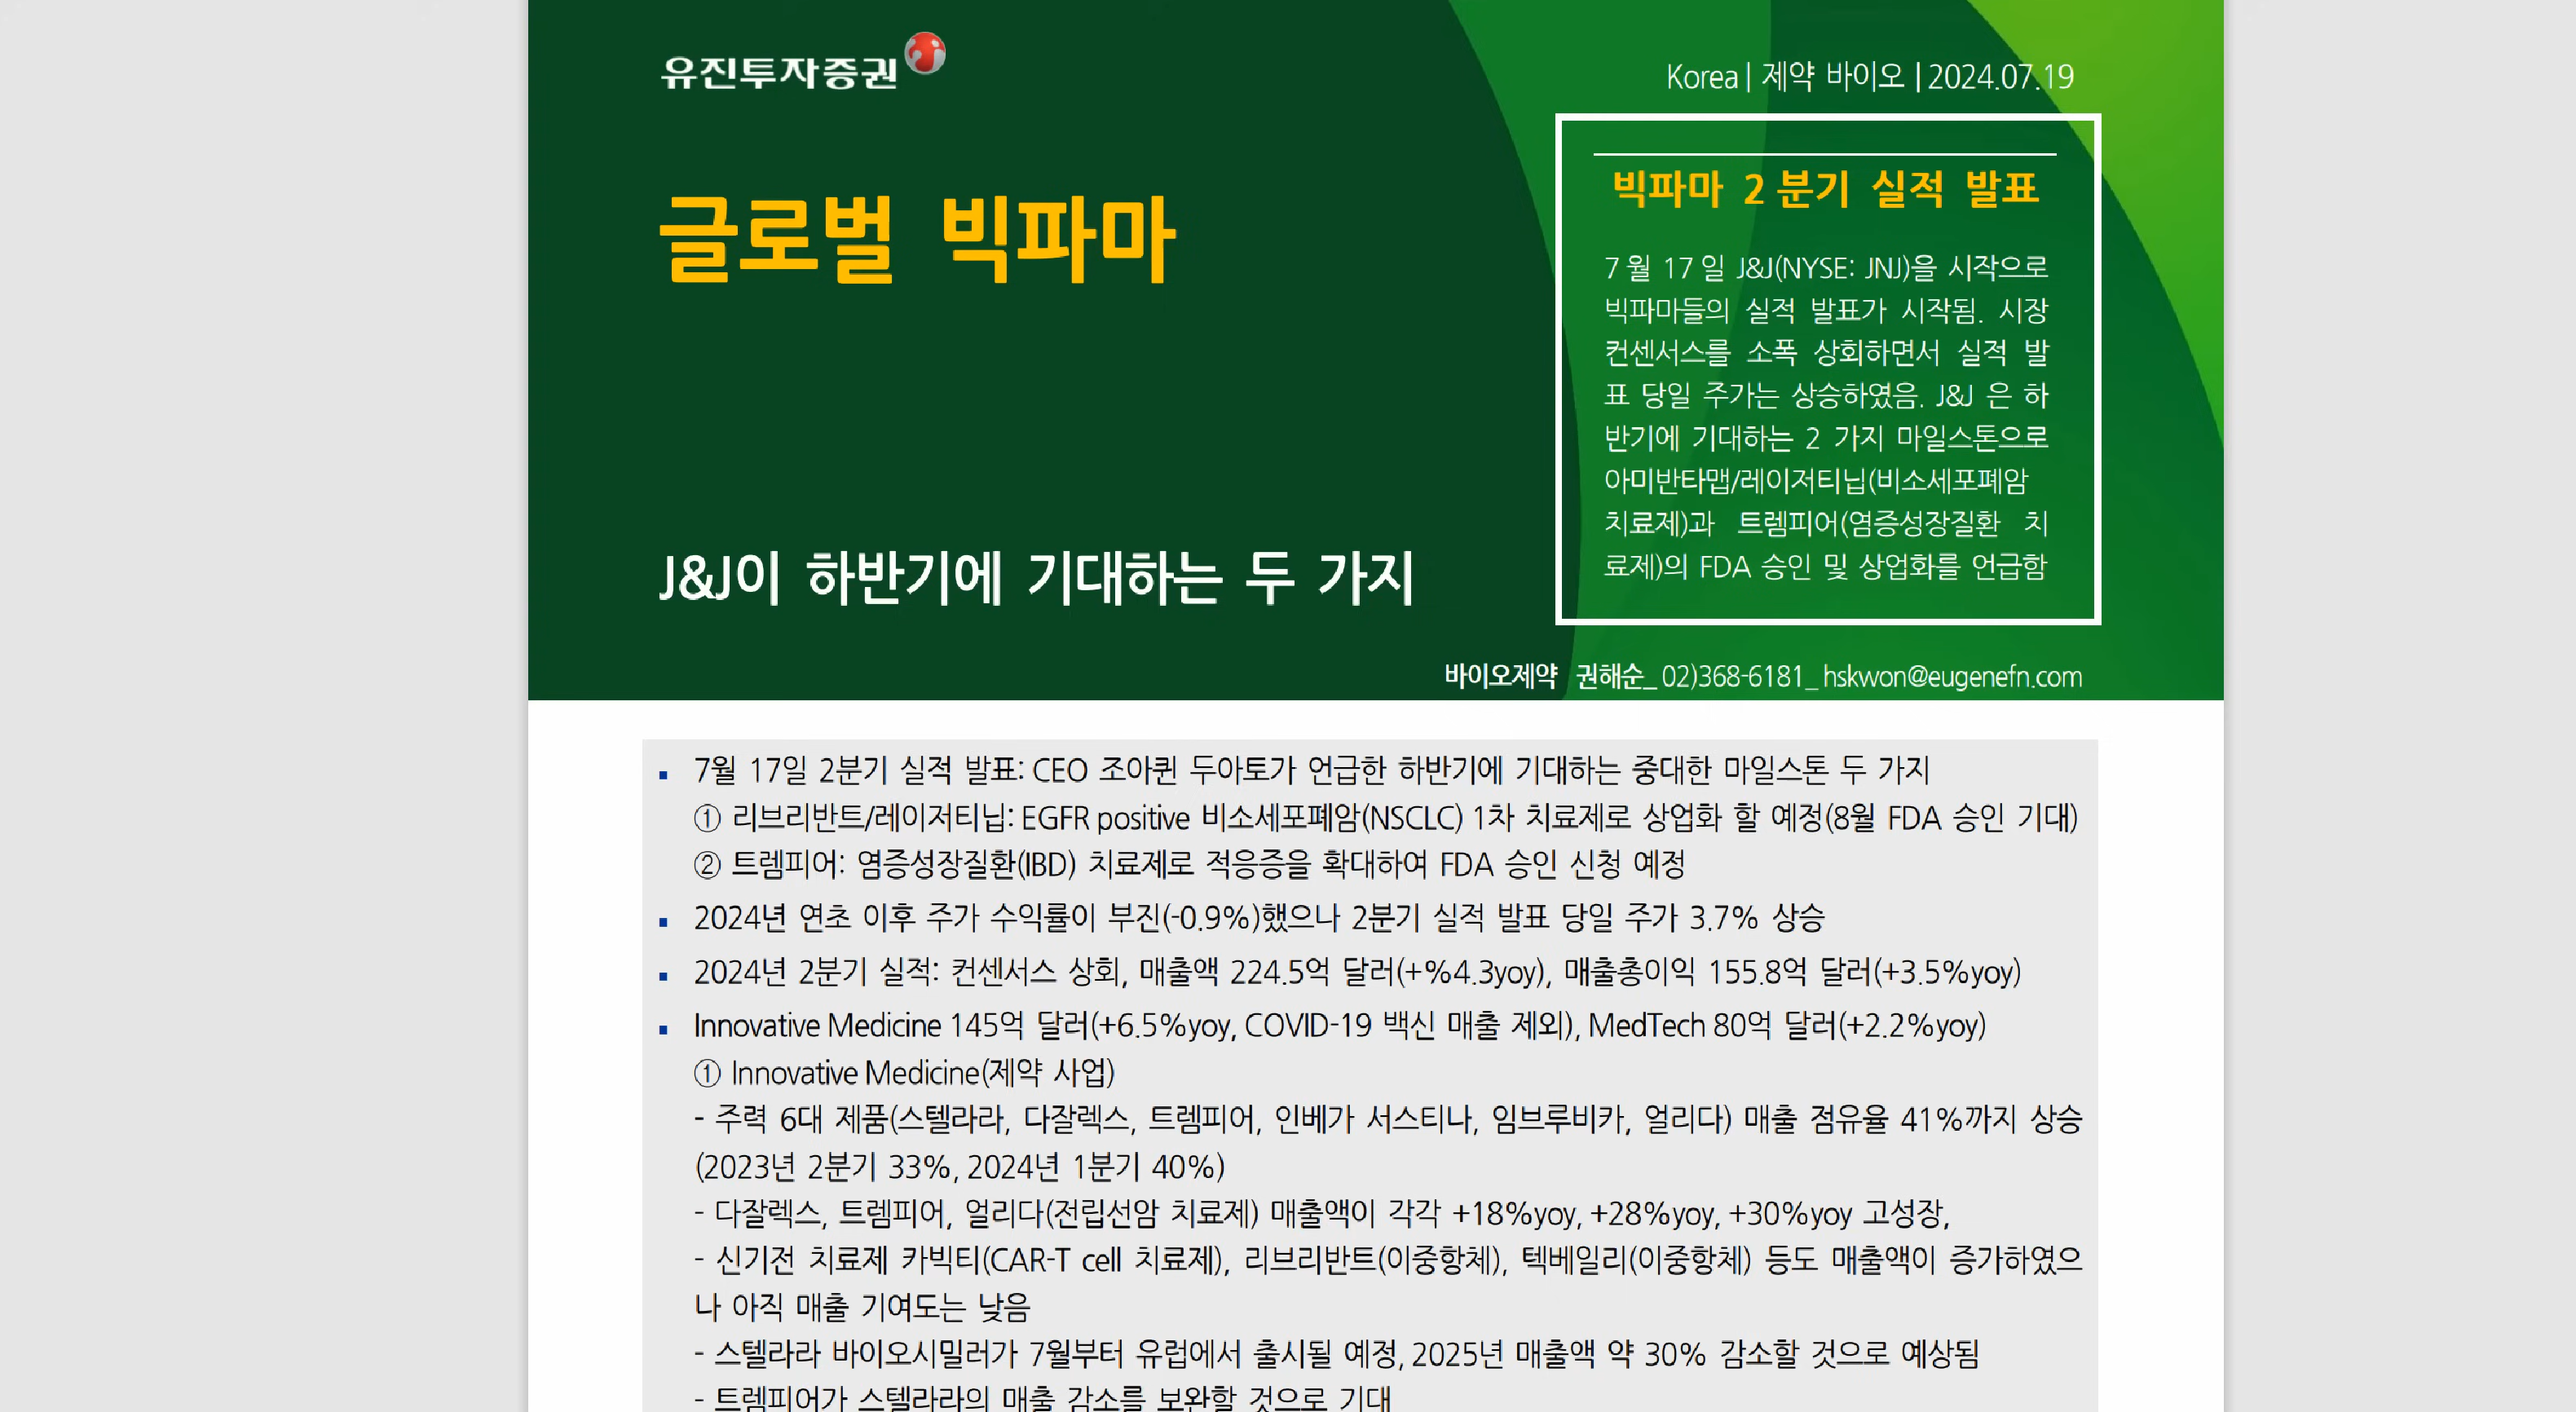 유진투자증권
Korea | 제약 바이오 | 2024.07.19
글로벌 빅파마
빅파마 2분기 실적 발표
7월 17일 J&J(NYSE: JNJ)을 시작으로
빅파마들의 실적 발표가 시작됨. 시장
컨센서스를 소폭 상회하면서 실적 발
표 당일 주가는 상승하였음. J&J 은 하
반기에 기대하는 2 가지 마일스톤으로
아미반타맵/레이저티닙(비소세포폐암
치료제)과 트렘피어(염증성장질환 치
료제)의 FDA 승인 및 상업화를 언급함
J&J이 하반기에 기대하는 두 가지
바이오제약 권해순_ 02)368-6181_ hskwon@eugenefn.com
▪ 7월 17일 2분기 실적 발표: CEO 조아퀸 두아토가 언급한 하반기에 기대하는 중대한 마일스톤 두 가지
① 리브리반트/레이저티닙: EGFR positive 비소세포폐암(NSCLC) 1차 치료제로 상업화 할 예정(8월 FDA 승인 기대)
② 트렘피어: 염증성장질환(IBD) 치료제로 적응증을 확대하여 FDA 승인 신청 예정
▪ 2024년 연초 이후 주가 수익률이 부진(-0.9%)했으나 2분기 실적 발표 당일 주가 3.7% 상승
▪ 2024년 2분기 실적: 컨센서스 상회, 매출액 224.5억 달러(+%4.3yoy), 매출총이익 155.8억 달러(+3.5%yoy)
▪ Innovative Medicine 145억 달러(+6.5%yoy, COVID-19 백신 매출 제외), MedTech 80억 달러(+2.2%yoy)
① Innovative Medicine(제약 사업)
- 주력 6대 제품(스텔라라, 다잘렉스, 트렘피어, 인베가 서스티나, 임브루비카, 얼리다) 매출 점유율 41%까지 상승
(2023년 2분기 33%, 2024년 1분기 40%)
- 다잘렉스, 트렘피어, 얼리다(전립선암 치료제) 매출액이 각각 +18%yoy, +28%yoy, +30%yoy 고성장,
- 신기전 치료제 카빅티(CAR-T cell 치료제), 리브리반트(이중항체), 텍베일리(이중항체) 등도 매출액이 증가하였으
나 아직 매출 기여도는 낮음
- 스텔라라 바이오시밀러가 7월부터 유럽에서 출시될 예정, 2025년 매출액 약 30% 감소할 것으로 예상됨
- 트렘피어가 스텔라라의 매출 감소를 보완할 것으로 기대